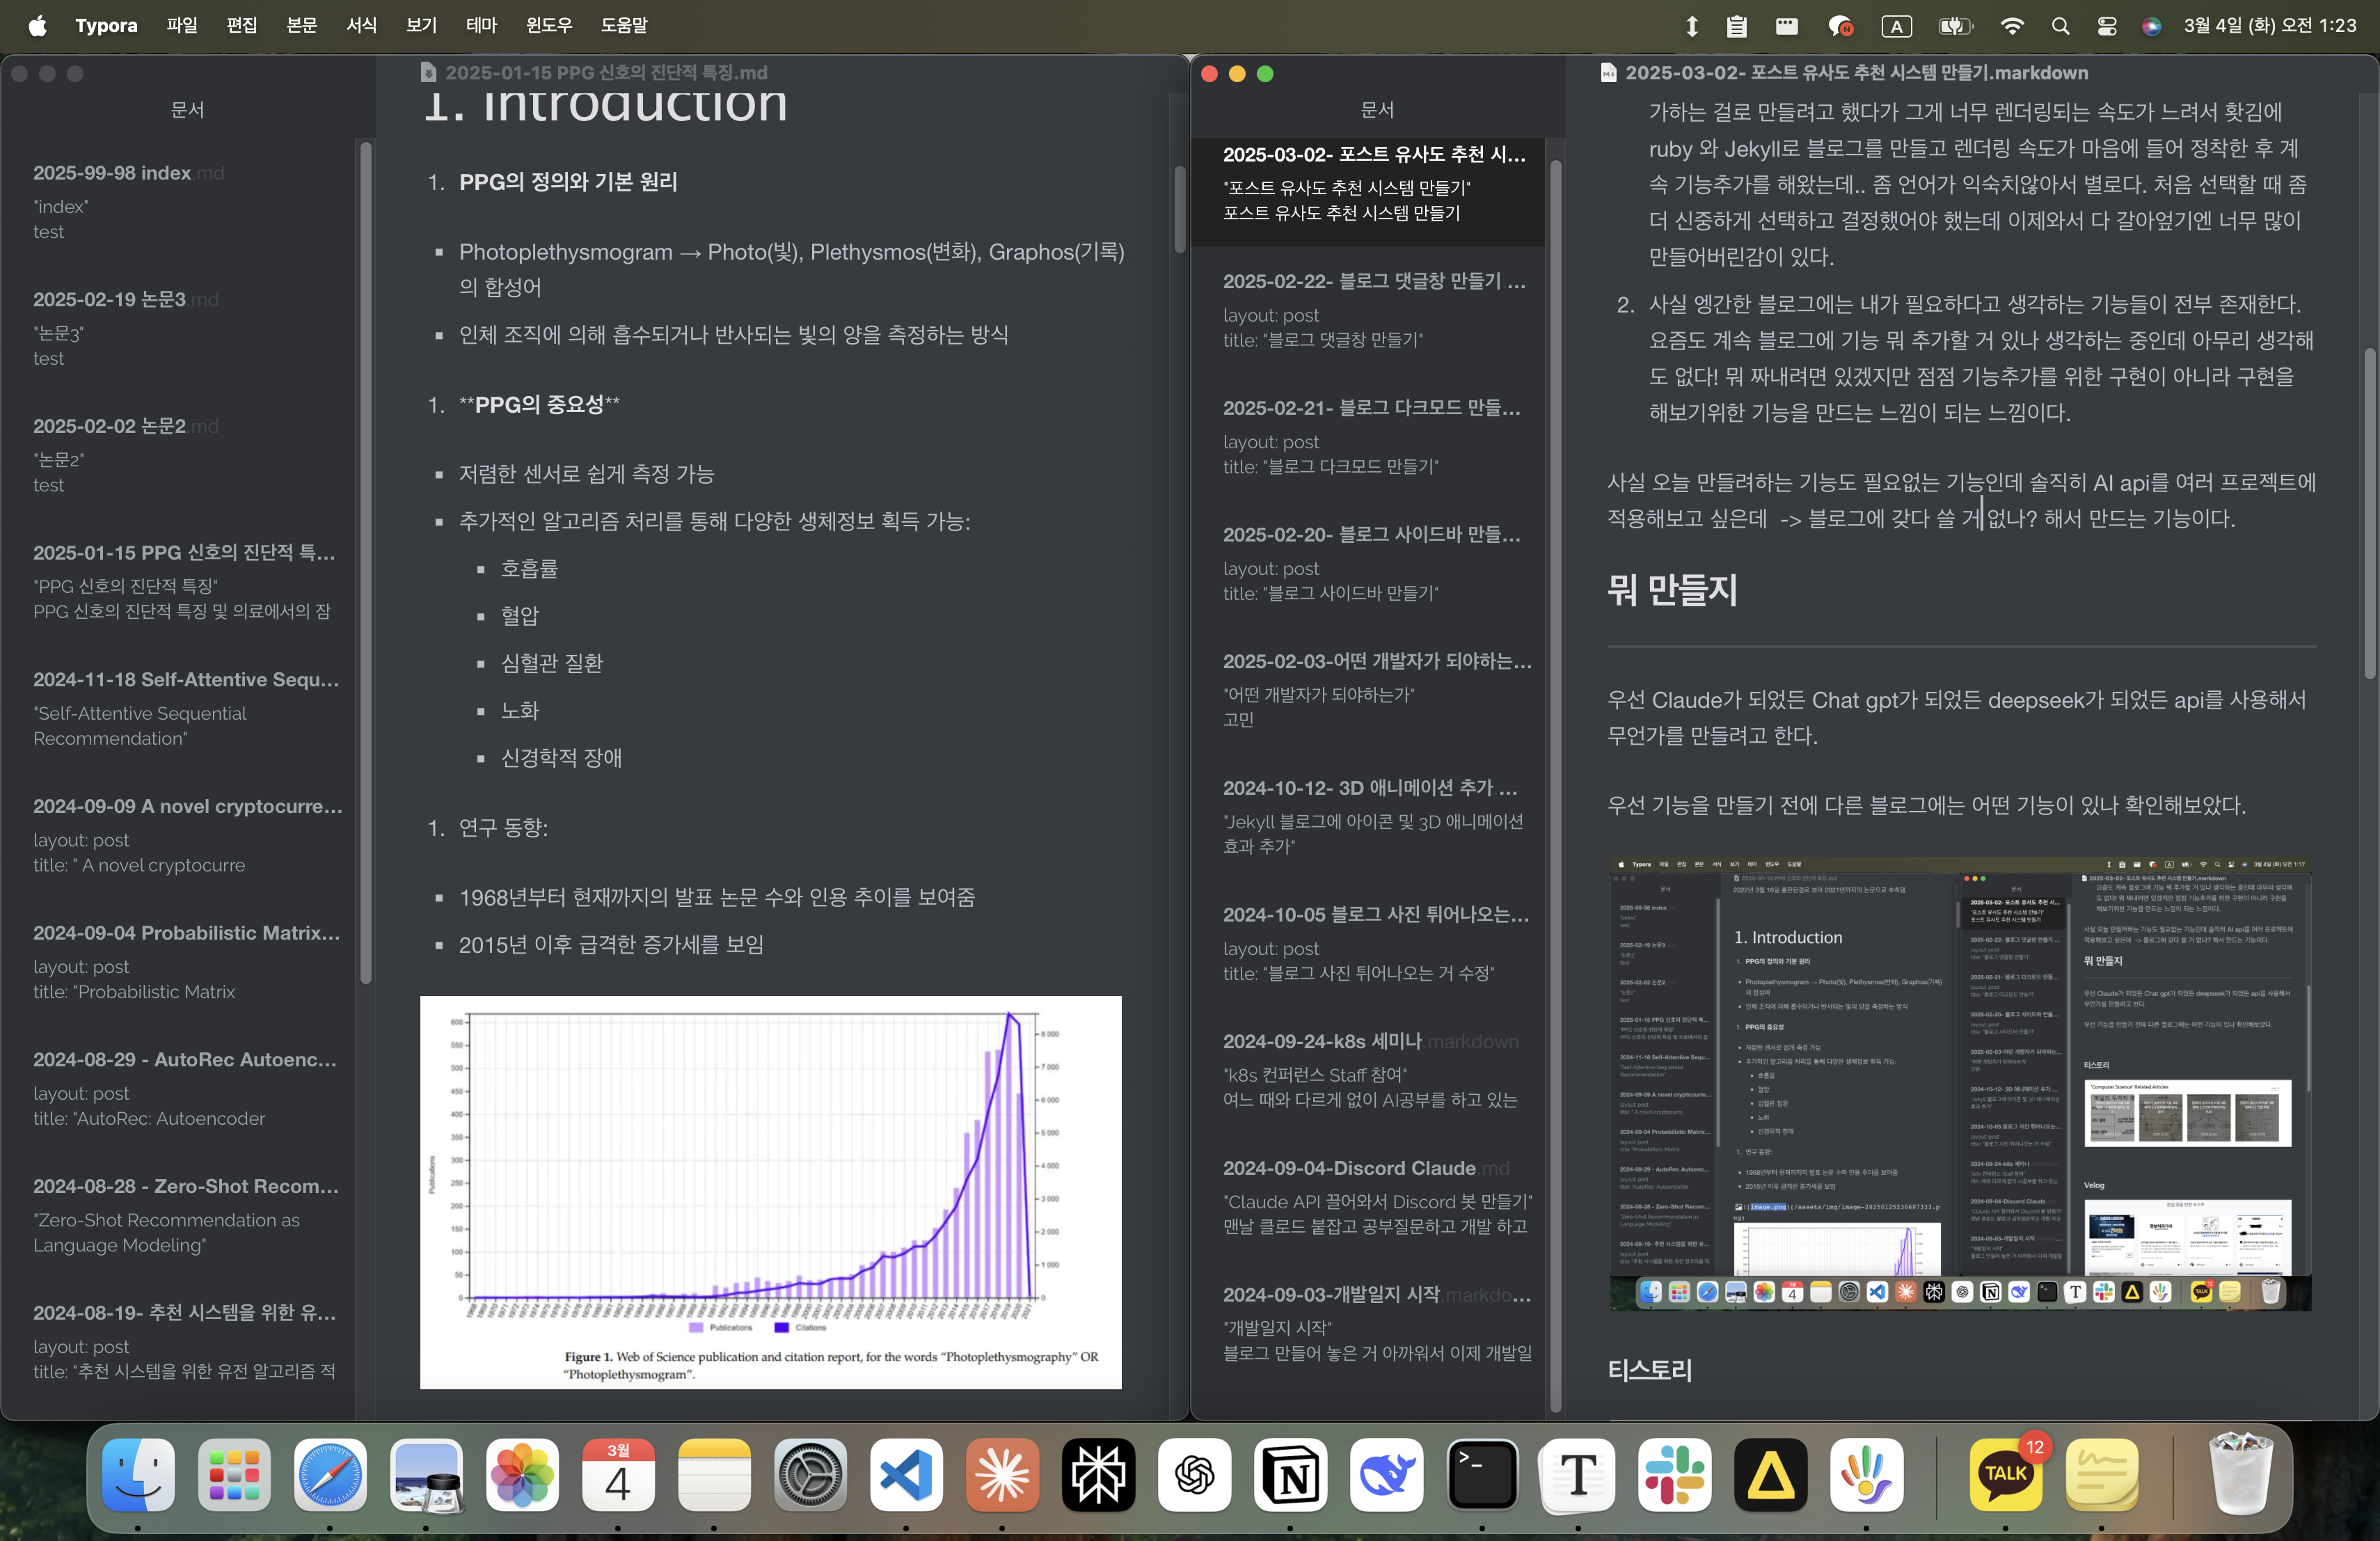 Typora 파일 편집 본문 서식 보기 테마 윈도우 도움말
A
3월 4일 (화) 오전 1:23
2025-01-15 PPG 신호의 진단적 특징.md
문서
2025-99-98 index.md
"index"
test
2025-02-19 논문3.md
"논문3"
test
2025-02-02 논문2.md
"논문2"
test
2025-01-15 PPG 신호의 진단적 특...
"PPG 신호의 진단적 특징"
PPG 신호의 진단적 특징 및 의료에서의 잠
2024-11-18 Self-Attentive Sequ...
"Self-Attentive Sequential
Recommendation"
2024-09-09 A novel cryptocurre...
layout: post
title: " A novel cryptocurre
2024-09-04 Probabilistic Matrix...
layout: post
title: "Probabilistic Matrix
2024-08-29 - AutoRec Autoenc...
layout: post
title: "AutoRec: Autoencoder
2024-08-28 - Zero-Shot Recom...
"Zero-Shot Recommendation as
Language Modeling"
2024-08-19- 추천 시스템을 위한 유...
layout: post
title: "추천 시스템을 위한 유전 알고리즘 적
1. Introduction
1. PPG의 정의와 기본 원리
▪ Photoplethysmogram → Photo(빛), Plethysmos(변화), Graphos(기록)
의 합성어
▪ 인체 조직에 의해 흡수되거나 반사되는 빛의 양을 측정하는 방식
1. **PPG의 중요성**
▪ 저렴한 센서로 쉽게 측정 가능
▪ 추가적인 알고리즘 처리를 통해 다양한 생체정보 획득 가능:
▪ 호흡률
▪ 혈압
▪ 심혈관 질환
▪ 노화
▪ 신경학적 장애
1. 연구 동향:
▪ 1968년부터 현재까지의 발표 논문 수와 인용 추이를 보여줌
▪ 2015년 이후 급격한 증가세를 보임
600
550
500
450
400
350
300
250
200
150
100
50
0
8 000
7 000
6 000
5 000
4 000
3 000
2 000
1 000
0
Publications
Publications Citations
Figure 1. Web of Science publication and citation report, for the words “Photoplethysmography” OR
“Photoplethysmogram”.
2025-03-02- 포스트 유사도 추천 시스템 만들기.markdown
문서
2025-03-02- 포스트 유사도 추천 시...
"포스트 유사도 추천 시스템 만들기"
포스트 유사도 추천 시스템 만들기
2025-02-22- 블로그 댓글창 만들기 ...
layout: post
title: "블로그 댓글창 만들기"
2025-02-21- 블로그 다크모드 만들...
layout: post
title: "블로그 다크모드 만들기"
2025-02-20- 블로그 사이드바 만들...
layout: post
title: "블로그 사이드바 만들기"
2025-02-03-어떤 개발자가 되야하는...
"어떤 개발자가 되야하는가"
고민
2024-10-12- 3D 애니메이션 추가 ...
"Jekyll 블로그에 아이콘 및 3D 애니메이션
효과 추가"
2024-10-05 블로그 사진 튀어나오는...
layout: post
title: "블로그 사진 튀어나오는 거 수정"
2024-09-24-k8s 세미나.markdown
"k8s 컨퍼런스 Staff 참여"
여느 때와 다르게 없이 AI공부를 하고 있는
2024-09-04-Discord Claude.md
"Claude API 끌어와서 Discord 봇 만들기"
맨날 클로드 붙잡고 공부질문하고 개발 하고
2024-09-03-개발일지 시작.markdo...
"개발일지 시작"
블로그 만들어 놓은 거 아까워서 이제 개발일
가하는 걸로 만들려고 했다가 그게 너무 렌더링되는 속도가 느려서 홧김에
ruby 와 Jekyll로 블로그를 만들고 렌더링 속도가 마음에 들어 정착한 후 계
속 기능추가를 해왔는데.. 좀 언어가 익숙치않아서 별로다. 처음 선택할 때 좀
더 신중하게 선택하고 결정했어야 했는데 이제와서 다 갈아엎기엔 너무 많이
만들어버린감이 있다.
2. 사실 엥간한 블로그에는 내가 필요하다고 생각하는 기능들이 전부 존재한다.
요즘도 계속 블로그에 기능 뭐 추가할 거 있나 생각하는 중인데 아무리 생각해
도 없다! 뭐 짜내려면 있겠지만 점점 기능추가를 위한 구현이 아니라 구현을
해보기위한 기능을 만드는 느낌이 되는 느낌이다.
사실 오늘 만들려하는 기능도 필요없는 기능인데 솔직히 AI api를 여러 프로젝트에
적용해보고 싶은데 -> 블로그에 갖다 쓸 거 없나? 해서 만드는 기능이다.
뭐 만들지
우선 Claude가 되었든 Chat gpt가 되었든 deepseek가 되었든 api를 사용해서
무언가를 만들려고 한다.
우선 기능을 만들기 전에 다른 블로그에는 어떤 기능이 있나 확인해보았다.
1. Introduction
뭐 만들지
티스토리
'Computer Science' Related Articles
Velog
티스토리
3월
4
TALK
12